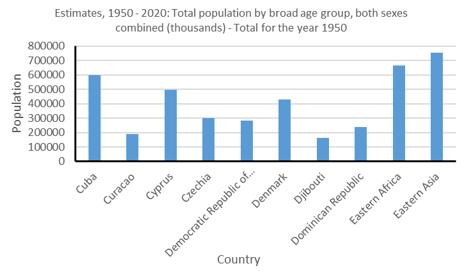 Estimates, 1950 - 2020: Total population by broad age group, both sexes
combined (thousands) - Total for the year 1950
Population
800000
700000
600000
500000
400000
300000
200000
100000
0
Cuba
Curacao
Cyprus
Czechia
Democratic Republic of…
Denmark
Djibouti
Dominican Republic
Eastern Africa
Eastern Asia
Country